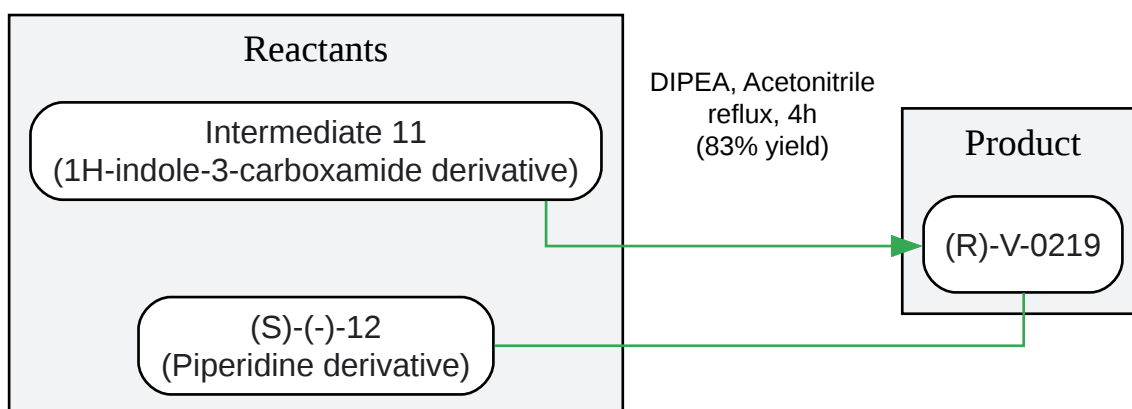 Reactants
Intermediate 11
(1H-indole-3-carboxamide derivative)
(S)-(-)-12
(Piperidine derivative)
DIPEA, Acetonitrile
reflux, 4h
(83% yield)
Product
(R)-V-0219